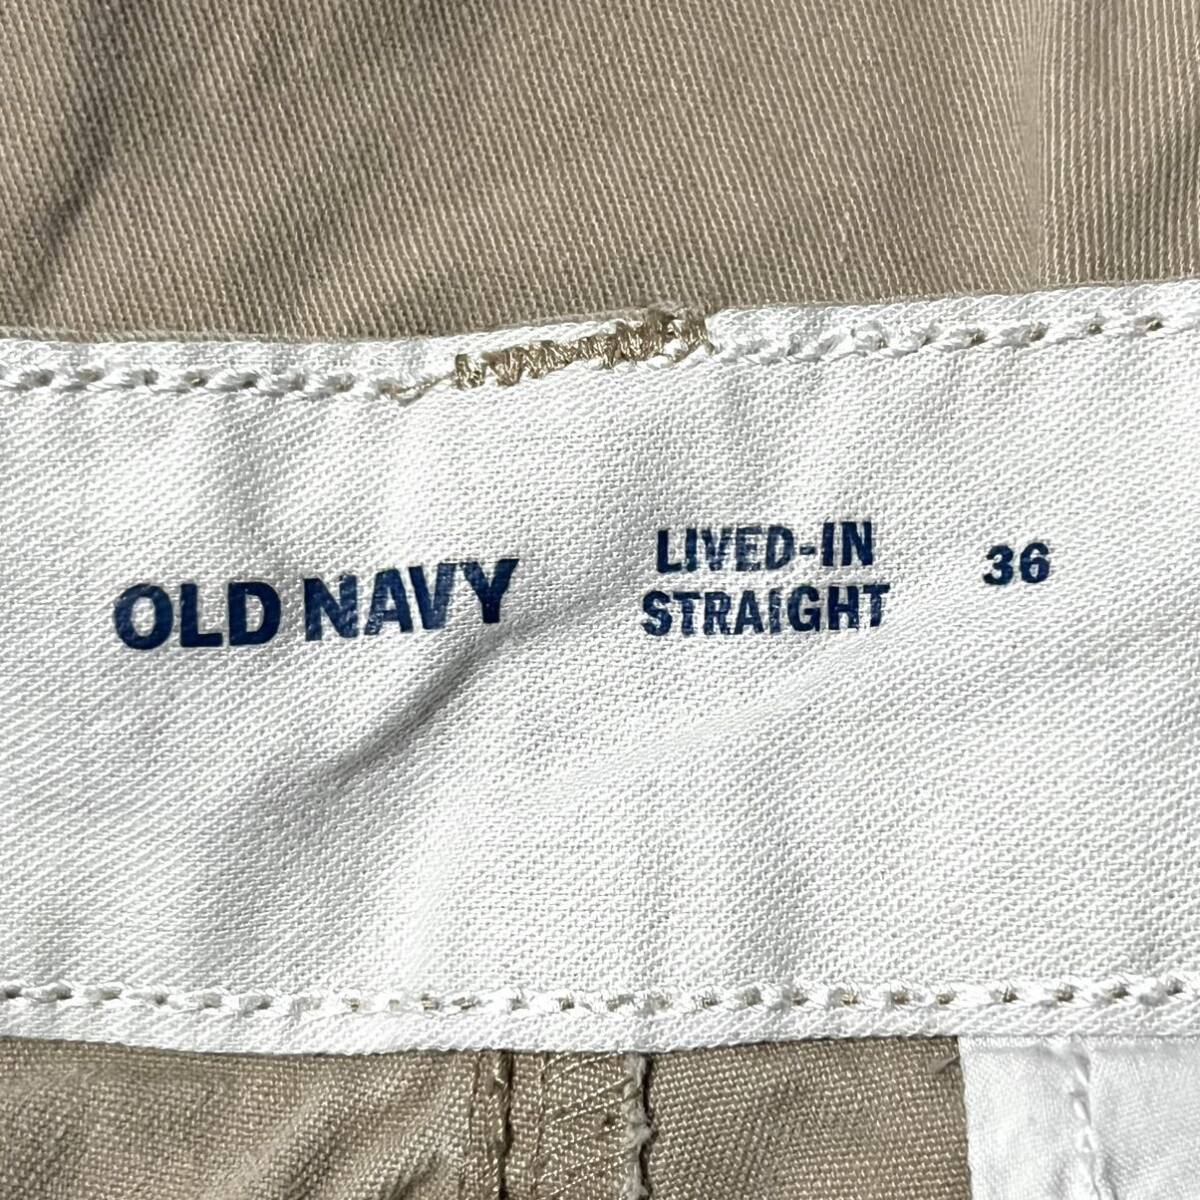 OLD NAVY
LIVED-IN
STRAIGHT
36